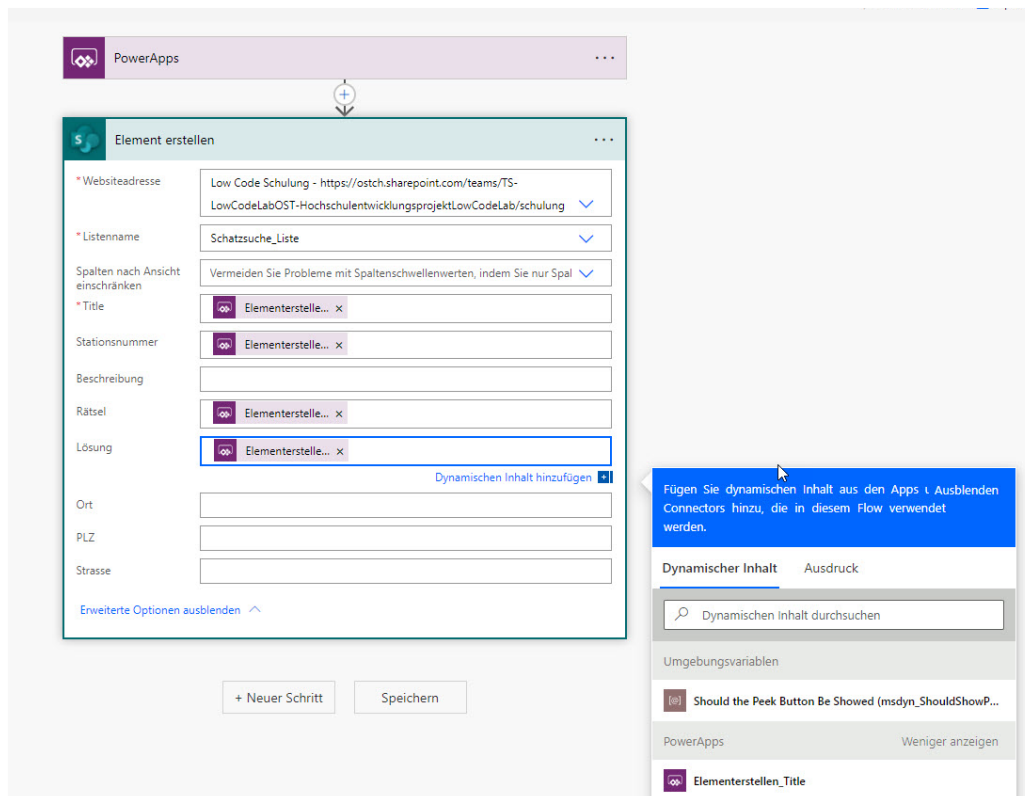 PowerApps
Element erstellen
* Websiteadresse
Low Code Schulung - https://ostch.sharepoint.com/teams/TS-
LowCodeLabOST-HochschulentwicklungsprojektLowCodeLab/schulung
* Listenname
Schatzsuche_Liste
Spalten nach Ansicht
einschränken
Vermeiden Sie Probleme mit Spaltenschwellenwerten, indem Sie nur Spal
* Title
Elementerstelle... ×
Stationsnummer
Elementerstelle... ×
Beschreibung
Rätsel
Elementerstelle... ×
Lösung
Elementerstelle... ×
Dynamischen Inhalt hinzufügen
Ort
PLZ
Strasse
Erweiterte Optionen ausblenden
+ Neuer Schritt
Speichern
Fügen Sie dynamischen Inhalt aus den Apps Ausblenden
Connectors hinzu, die in diesem Flow verwendet
werden.
Dynamischer Inhalt
Ausdruck
Dynamischen Inhalt durchsuchen
Umgebungsvariablen
Should the Peek Button Be Showed (msdyn_ShouldShowP...
PowerApps
Weniger anzeigen
Elementerstellen_Title